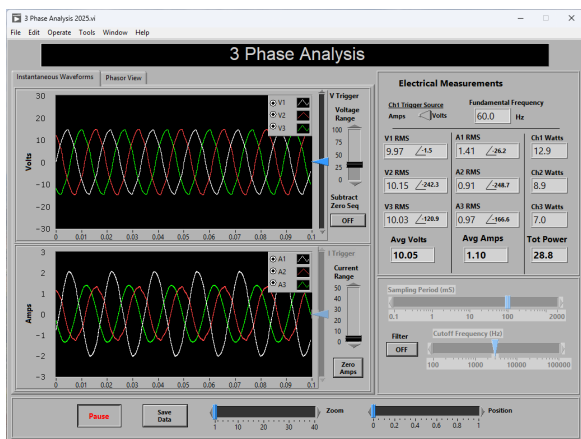 3 Phase Analysis 2025.vi
File Edit Operate Tools Window Help
3 Phase Analysis
Instantaneous Waveforms Phasor View
Volts
30
20
10
0
-10
-20
-30
0 0.01 0.02 0.03 0.04 0.05 0.06 0.07 0.08 0.09 0.1
V1
V2
V3
V Trigger
Voltage
Range
100
75
50
25
0
Subtract
Zero Seq
OFF
Amps
3
2
1
0
-1
-2
-3
0 0.01 0.02 0.03 0.04 0.05 0.06 0.07 0.08 0.09 0.1
A1
A2
A3
I Trigger
Current
Range
50
40
30
20
10
0
Zero
Amps
Electrical Measurements
Ch1 Trigger Source
Amps Volts
Fundamental Frequency
60.0 Hz
V1 RMS A1 RMS Ch1 Watts
9.97 ∠-1.5 1.41 ∠-26.2 12.9
V2 RMS A2 RMS Ch2 Watts
10.15 ∠-242.3 0.91 ∠-248.7 8.9
V3 RMS A3 RMS Ch3 Watts
10.03 ∠-120.9 0.97 ∠-166.6 7.0
Avg Volts Avg Amps Tot Power
10.05 1.10 28.8
Sampling Period (mS)
0.1 1 10 100 2000
Filter
OFF
Cutoff Frequency (Hz)
100 1000 10000 100000
Pause
Save
Data
Zoom
1 10 20 30 40
Position
0 0.2 0.4 0.6 0.8 1